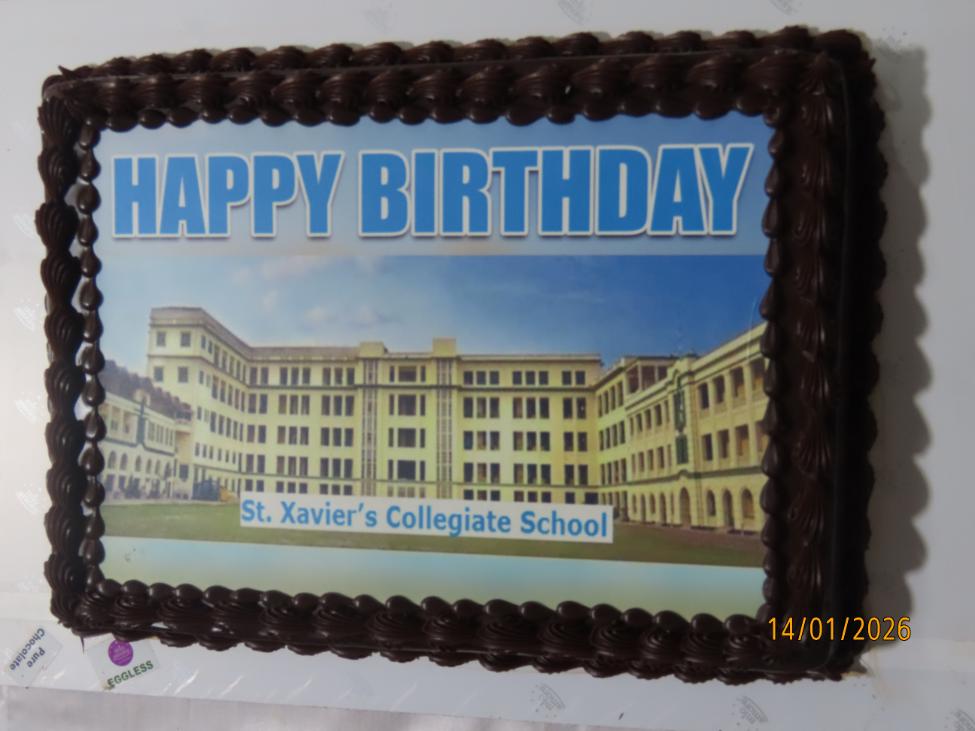 HAPPY BIRTHDAY
St. Xavier's Collegiate School
14/01/2026
Pure
Chocolate
EGGLESS